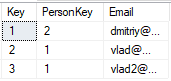 Key PersonKey Email
1 2 dmitriy@...
2 1 vlad@...
3 1 vlad2@...